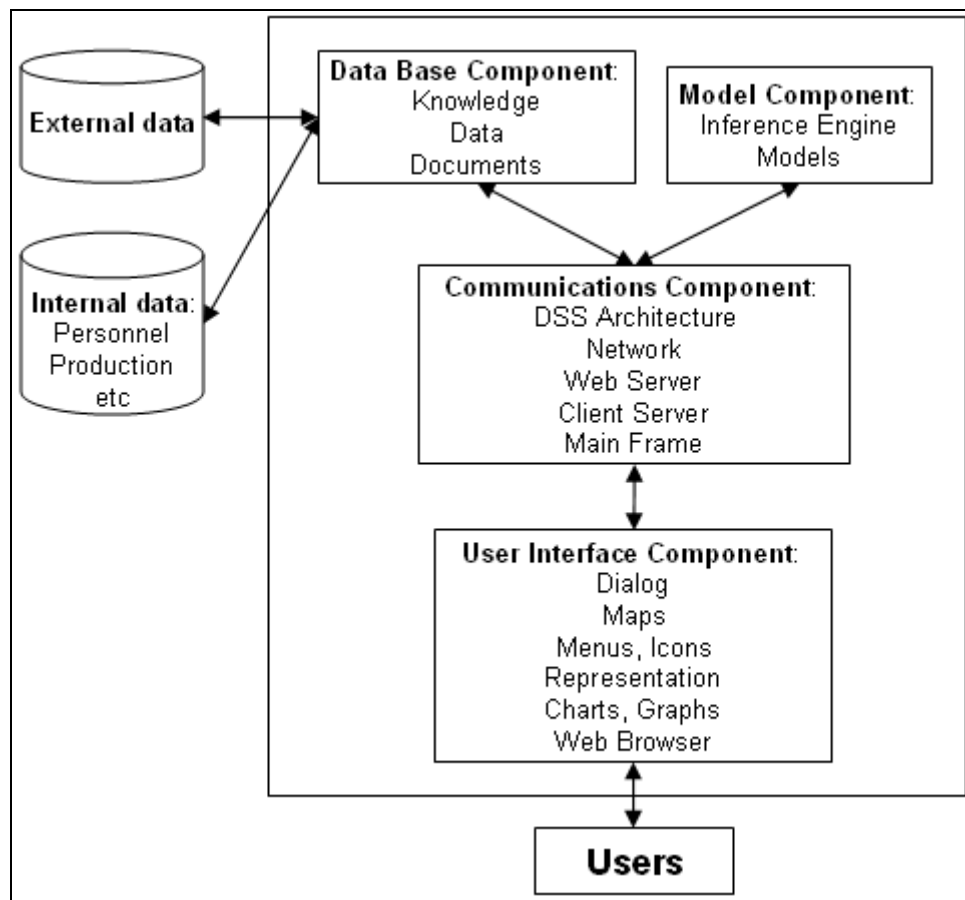 External data
Internal data:
Personnel
Production
etc
Data Base Component:
Knowledge
Data
Documents
Model Component:
Inference Engine
Models
Communications Component:
DSS Architecture
Network
Web Server
Client Server
Main Frame
User Interface Component:
Dialog
Maps
Menus, Icons
Representation
Charts, Graphs
Web Browser
Users